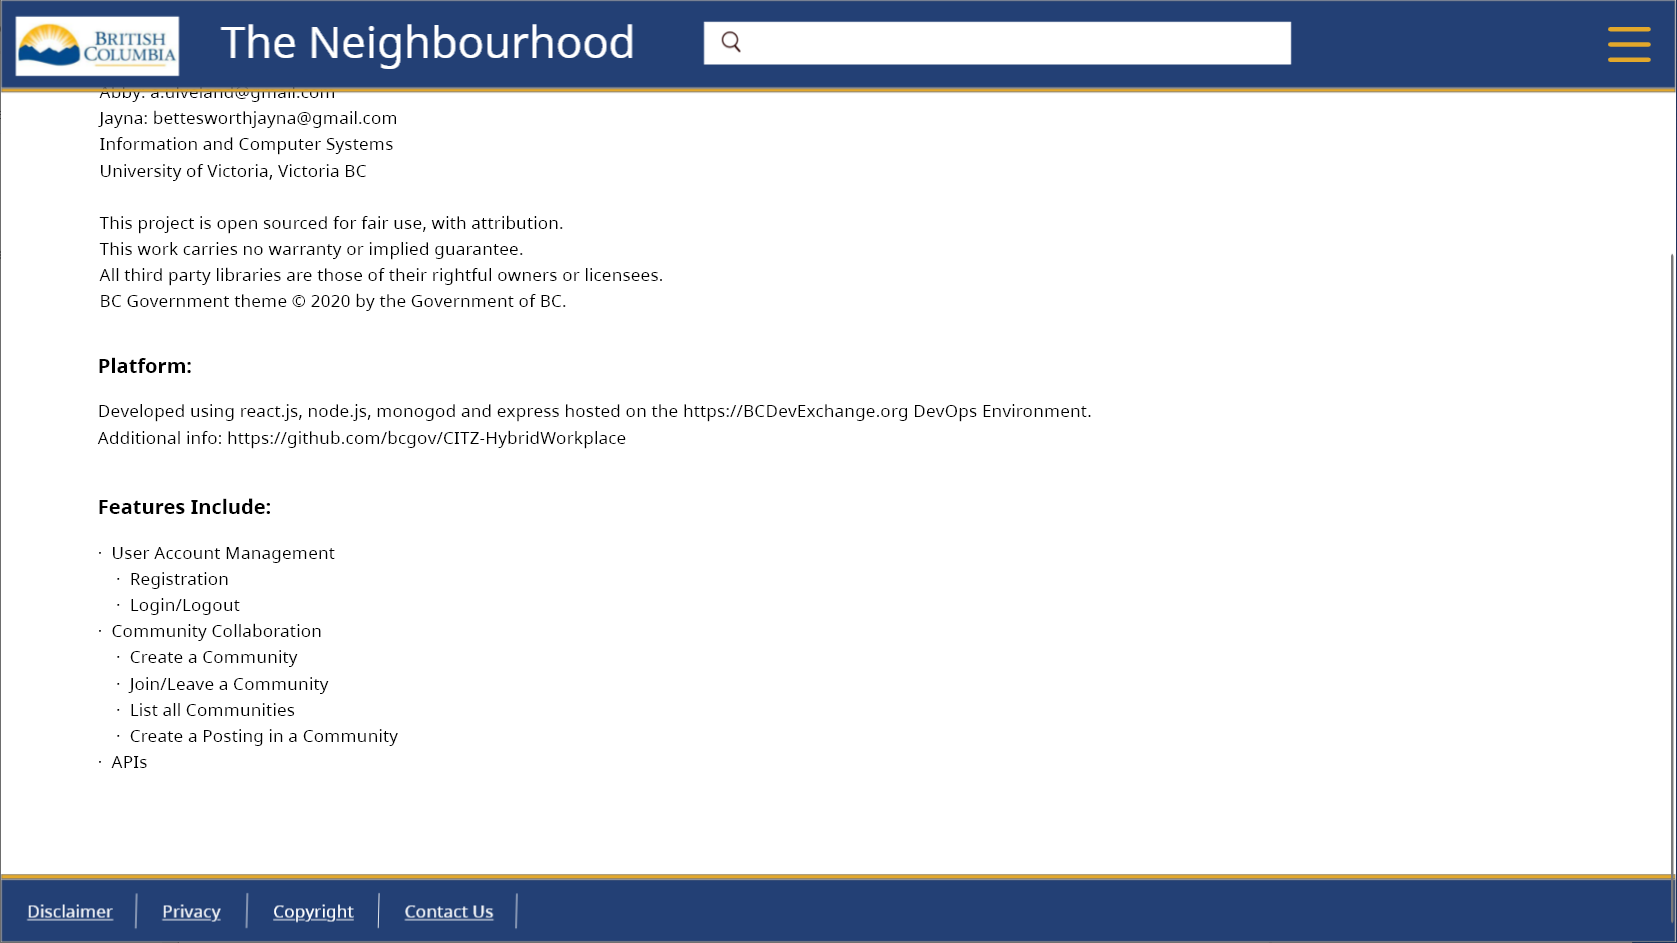 BRITISH
COLUMBIA
The Neighbourhood
Abby: a.ulveland@gmail.com
Jayna: bettesworthjayna@gmail.com
Information and Computer Systems
University of Victoria, Victoria BC
This project is open sourced for fair use, with attribution.
This work carries no warranty or implied guarantee.
All third party libraries are those of their rightful owners or licensees.
BC Government theme © 2020 by the Government of BC.
Platform:
Developed using react.js, node.js, monogod and express hosted on the https://BCDevExchange.org DevOps Environment.
Additional info: https://github.com/bcgov/CITZ-HybridWorkplace
Features Include:
· User Account Management
· Registration
· Login/Logout
· Community Collaboration
· Create a Community
· Join/Leave a Community
· List all Communities
· Create a Posting in a Community
· APIs
Disclaimer
Privacy
Copyright
Contact Us